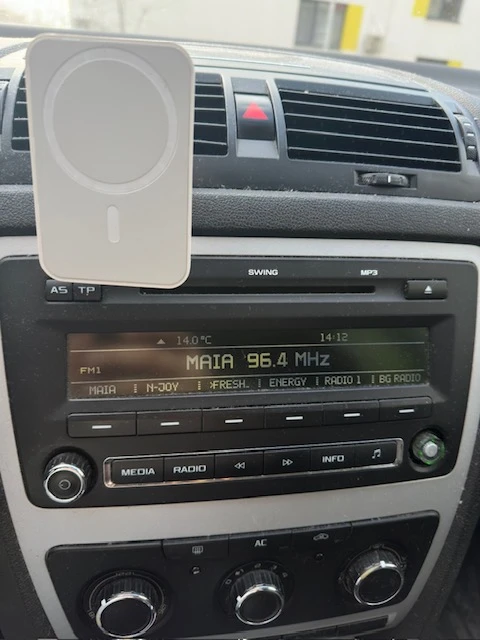 SWING MP3
AS TP
14.0°C 14:12
MAIA 96.4 MHz
FM1
MAIA N-JOY >FRESH. ENERGY RADIO 1 BG RADIO
MEDIA RADIO INFO
AC